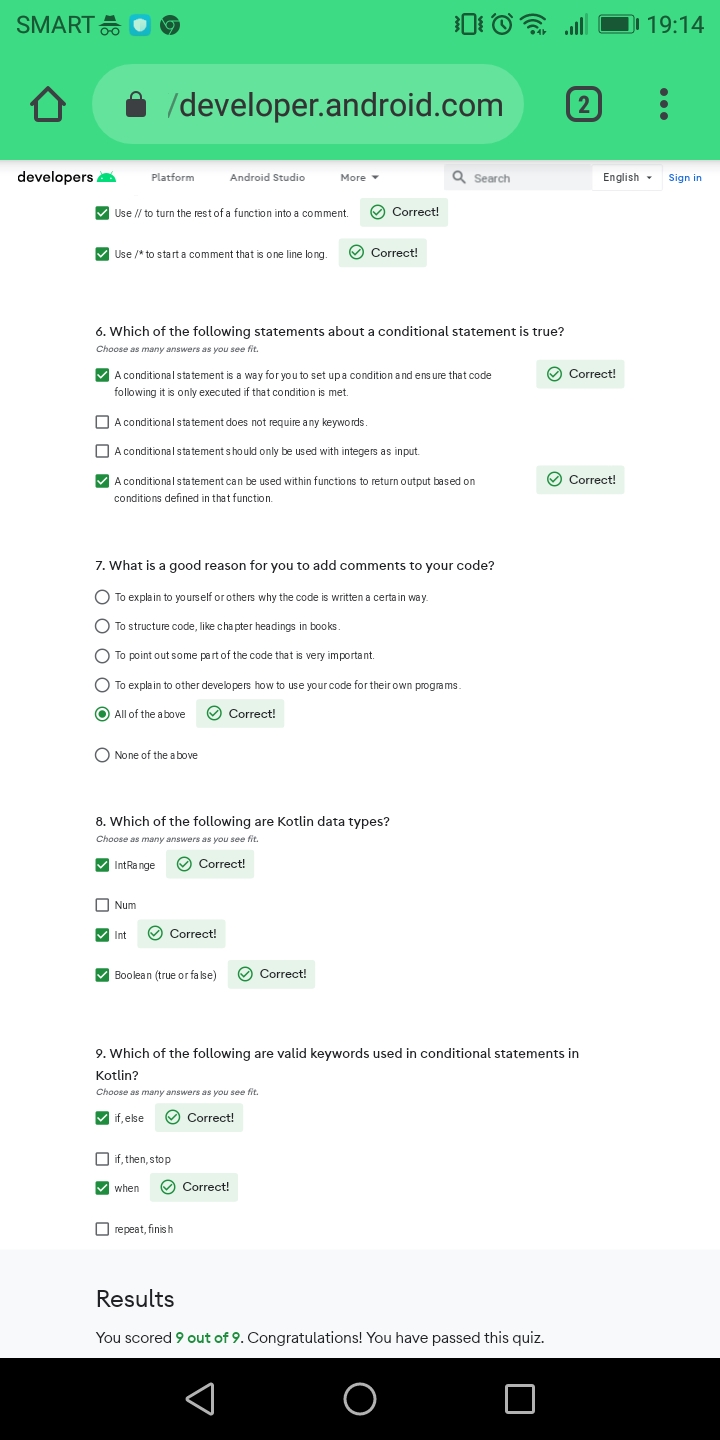 SMART 19:14
/developer.android.com 2
developers Platform Android Studio More Search English Sign in
Use // to turn the rest of a function into a comment. Correct!
Use /* to start a comment that is one line long. Correct!
6. Which of the following statements about a conditional statement is true?
Choose as many answers as you see fit.
A conditional statement is a way for you to set up a condition and ensure that code Correct!
following it is only executed if that condition is met.
A conditional statement does not require any keywords.
A conditional statement should only be used with integers as input.
A conditional statement can be used within functions to return output based on Correct!
conditions defined in that function.
7. What is a good reason for you to add comments to your code?
To explain to yourself or others why the code is written a certain way.
To structure code, like chapter headings in books.
To point out some part of the code that is very important.
To explain to other developers how to use your code for their own programs.
All of the above Correct!
None of the above
8. Which of the following are Kotlin data types?
Choose as many answers as you see fit.
IntRange Correct!
Num
Int Correct!
Boolean (true or false) Correct!
9. Which of the following are valid keywords used in conditional statements in
Kotlin?
Choose as many answers as you see fit.
if, else Correct!
if, then, stop
when Correct!
repeat, finish
Results
You scored 9 out of 9. Congratulations! You have passed this quiz.